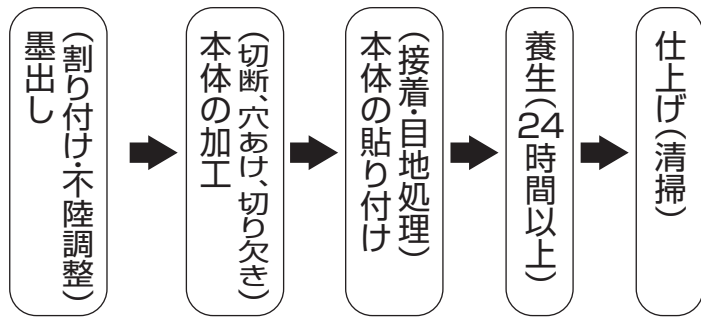 墨出し
（割り付け・不陸調整）
本体の加工
（切断、穴あけ、切り欠き）
本体の貼り付け
（接着・目地処理）
養生（24時間以上）
仕上げ（清掃）